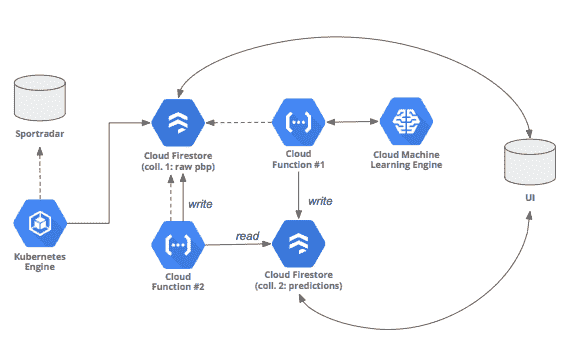 Sportradar
Cloud Firestore
(coll. 1: raw pbp)
Cloud
Function #1
Cloud Machine
Learning Engine
UI
write
write
read
Kubernetes
Engine
Cloud
Function #2
Cloud Firestore
(coll. 2: predictions)